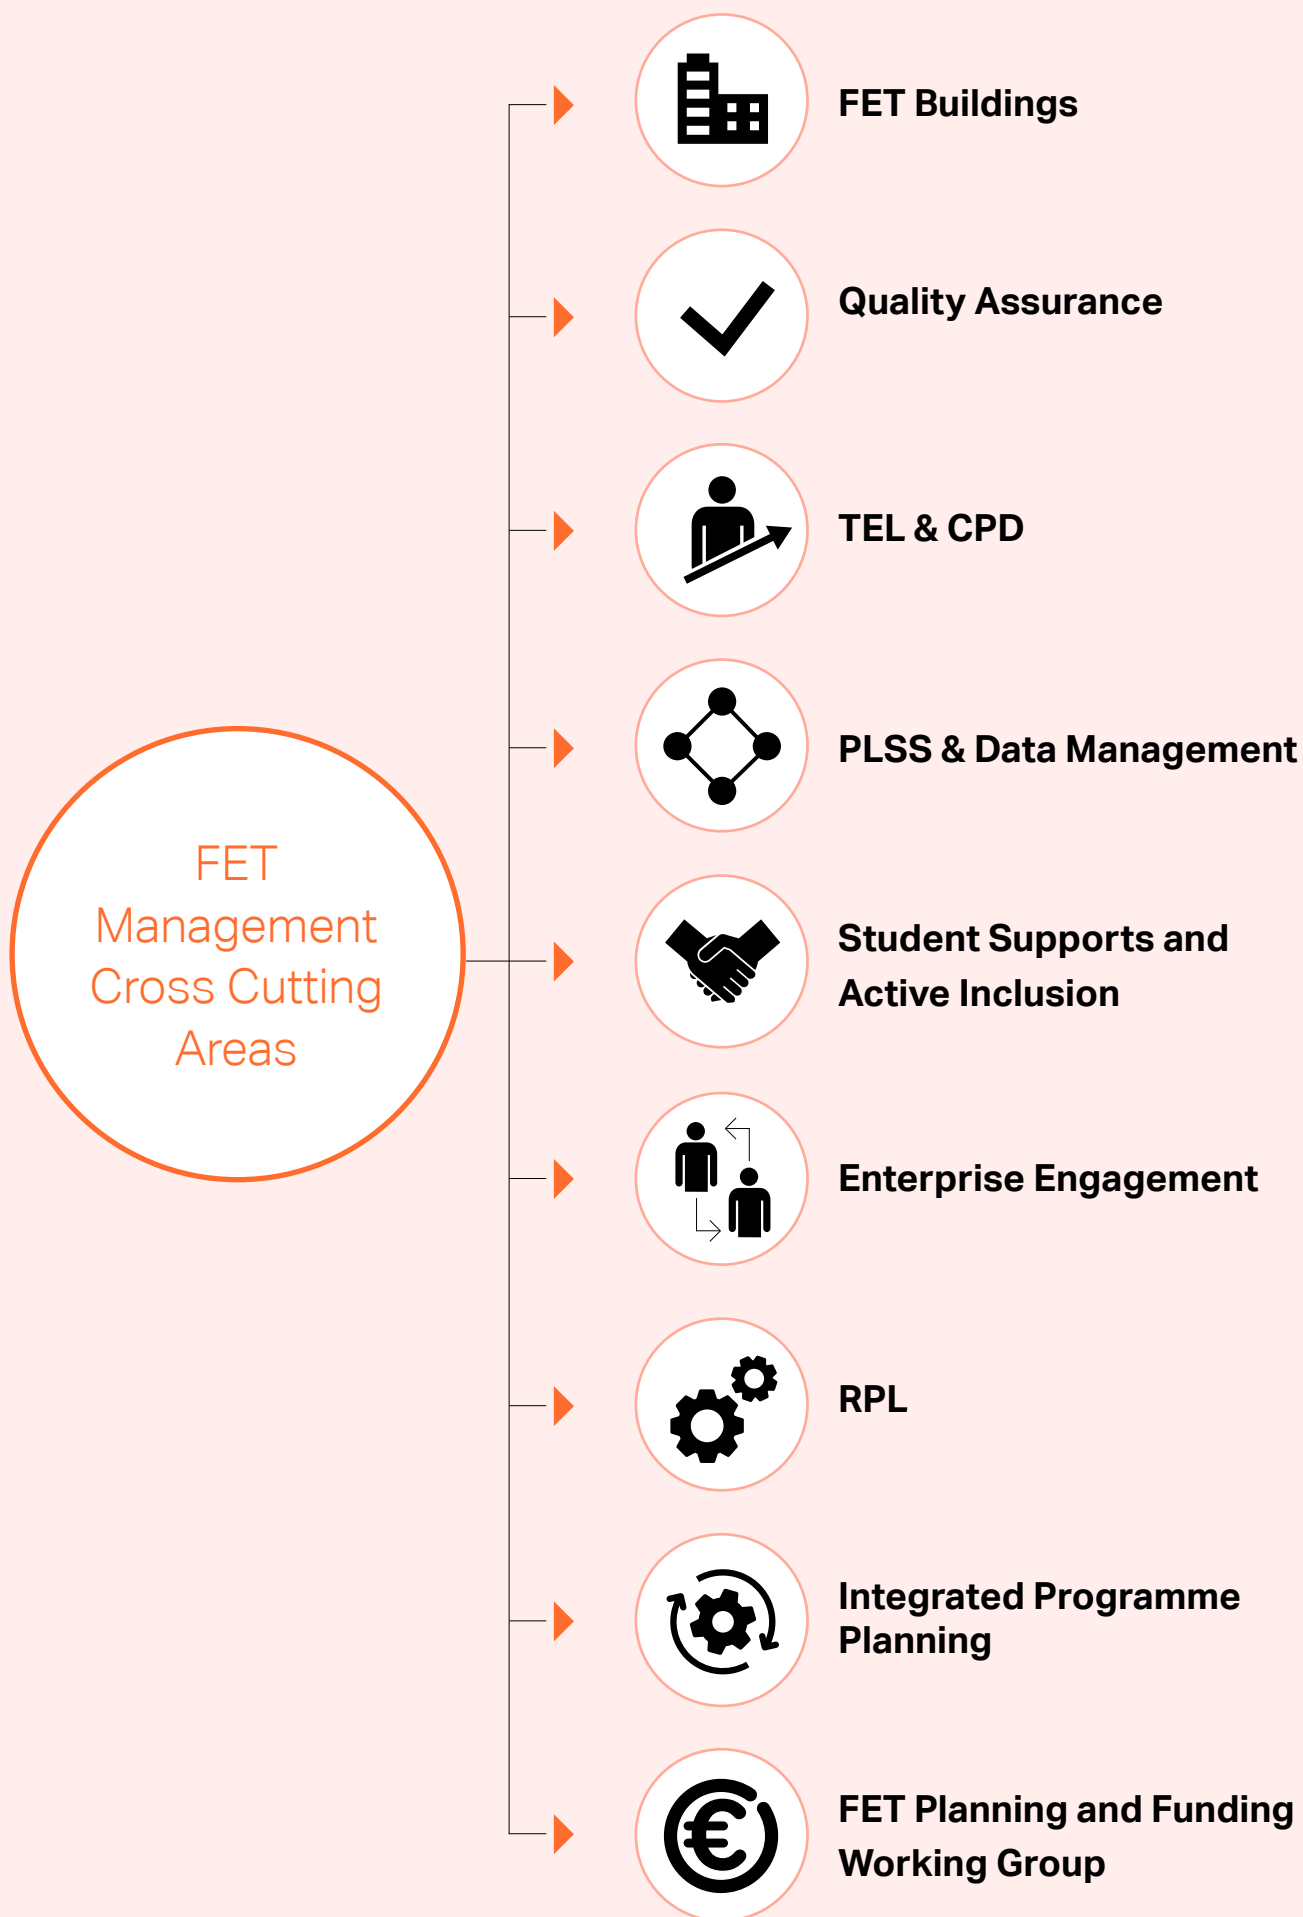 FET
Management
Cross Cutting
Areas
FET Buildings
Quality Assurance
TEL & CPD
PLSS & Data Management
Student Supports and
Active Inclusion
Enterprise Engagement
RPL
Integrated Programme
Planning
FET Planning and Funding
Working Group